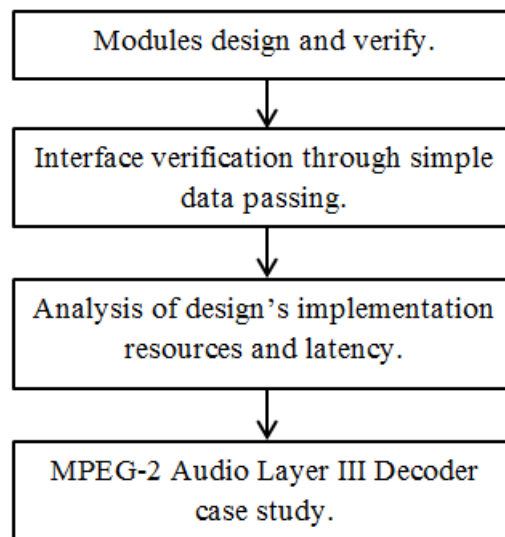 Modules design and verify.
Interface verification through simple
data passing.
Analysis of design’s implementation
resources and latency.
MPEG-2 Audio Layer III Decoder
case study.